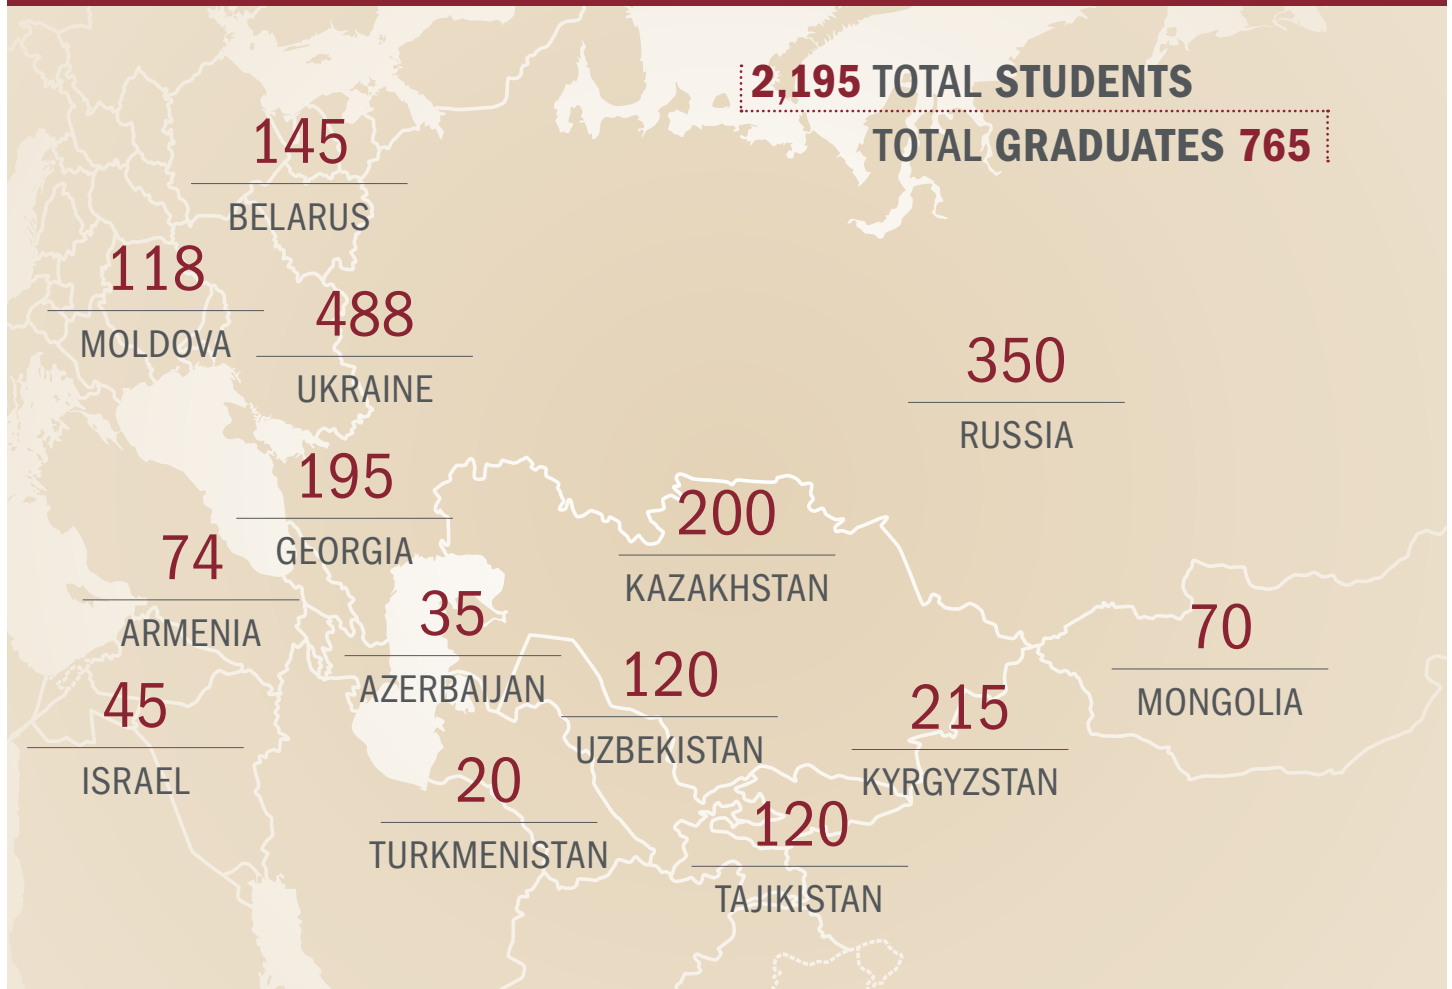 2,195 TOTAL STUDENTS
TOTAL GRADUATES 765
145
BELARUS
118
MOLDOVA
488
UKRAINE
350
RUSSIA
195
GEORGIA
200
KAZAKHSTAN
74
ARMENIA
35
AZERBAIJAN
70
MONGOLIA
120
UZBEKISTAN
45
ISRAEL
215
KYRGYZSTAN
20
TURKMENISTAN
120
TAJIKISTAN